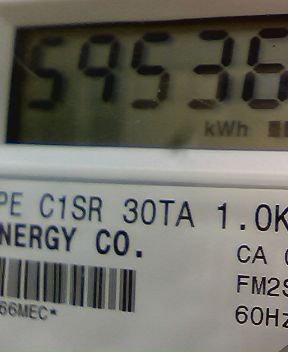 59536
kWh
PE C1SR 30TA 1.0K
NERGY CO.
CA
FM2S
66MEC*
60Hz